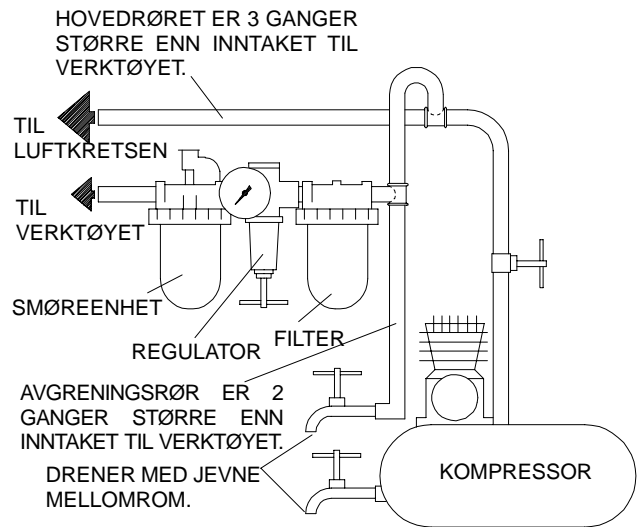 HOVEDRØRET ER 3 GANGER
STØRRE ENN INNTAKET TIL
VERKTØYET.
TIL
LUFTKRETSEN
TIL
VERKTØYET
SMØREENHET
REGULATOR
FILTER
AVGRENINGSRØR ER 2
GANGER STØRRE ENN
INNTAKET TIL VERKTØYET.
DRENER MED JEVNE
MELLOMROM.
KOMPRESSOR